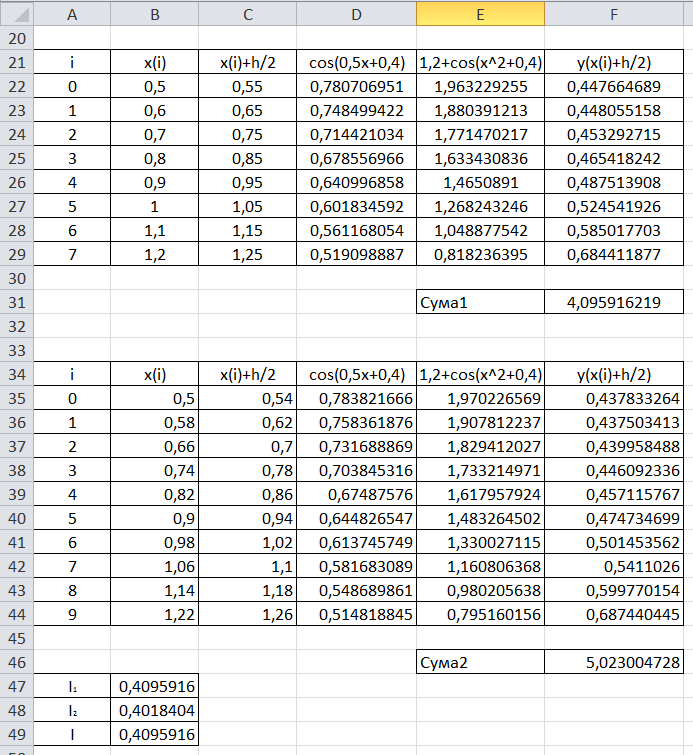 A B C D E F
20
21 i x(i) x(i)+h/2 cos(0,5x+0,4) 1,2+cos(x^2+0,4) y(x(i)+h/2)
22 0 0,5 0,55 0,780706951 1,963229255 0,447664689
23 1 0,6 0,65 0,748499422 1,880391213 0,448055158
24 2 0,7 0,75 0,714421034 1,771470217 0,453292715
25 3 0,8 0,85 0,678556966 1,633430836 0,465418242
26 4 0,9 0,95 0,640996858 1,4650891 0,487513908
27 5 1 1,05 0,601834592 1,268243246 0,524541926
28 6 1,1 1,15 0,561168054 1,048877542 0,585017703
29 7 1,2 1,25 0,519098887 0,818236395 0,684411877
30
31 Сума1 4,095916219
32
33
34 i x(i) x(i)+h/2 cos(0,5x+0,4) 1,2+cos(x^2+0,4) y(x(i)+h/2)
35 0 0,5 0,54 0,783821666 1,970226569 0,437833264
36 1 0,58 0,62 0,758361876 1,907812237 0,437503413
37 2 0,66 0,7 0,731688869 1,829412027 0,439958488
38 3 0,74 0,78 0,703845316 1,733214971 0,446092336
39 4 0,82 0,86 0,67487576 1,617957924 0,457115767
40 5 0,9 0,94 0,644826547 1,483264502 0,474734699
41 6 0,98 1,02 0,613745749 1,330027115 0,501453562
42 7 1,06 1,1 0,581683089 1,160806368 0,5411026
43 8 1,14 1,18 0,548689861 0,980205638 0,599770154
44 9 1,22 1,26 0,514818845 0,795160156 0,687440445
45
46 Сума2 5,023004728
47 I₁ 0,4095916
48 I₂ 0,4018404
49 I 0,4095916